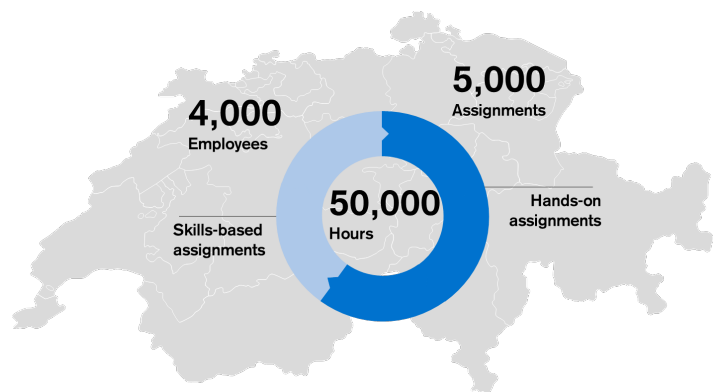 5,000
Assignments
4,000
Employees
50,000
Hours
Hands-on
assignments
Skills-based
assignments